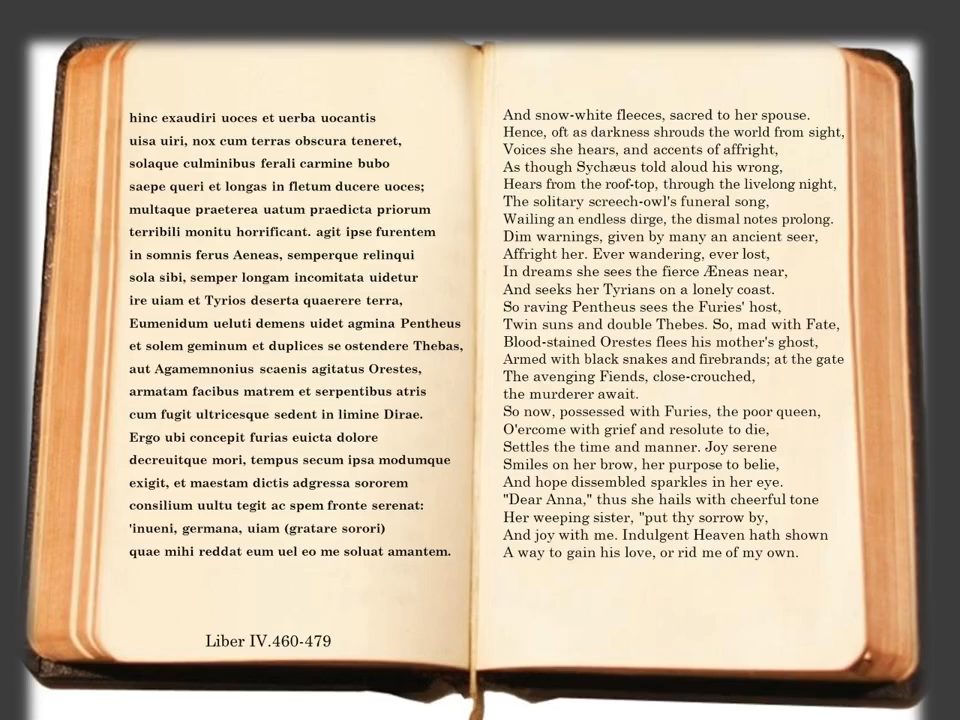 hinc exaudiri uoces et uerba uocantis
uisa uiri, nox cum terras obscura teneret,
solaque culminibus ferali carmine bubo
saepe queri et longas in fletum ducere uoces;
multaque praeterea uatum praedicta priorum
terribili monitu horrificant. agit ipse furentem
in somnis ferus Aeneas, semperque relinqui
sola sibi, semper longam incomitata uidetur
ire uiam et Tyrios deserta quaerere terra,
Eumenidum ueluti demens uidet agmina Pentheus
et solem geminum et duplices se ostendere Thebas,
aut Agamemnonius scaenis agitatus Orestes,
armatam facibus matrem et serpentibus atris
cum fugit ultricesque sedent in limine Dirae.
Ergo ubi concepit furias euicta dolore
decreuitque mori, tempus secum ipsa modumque
exigit, et maestam dictis adgressa sororem
consilium uultu tegit ac spem fronte serenat:
'inueni, germana, uiam (gratare sorori)
quae mihi reddat eum uel eo me soluat amantem.
Liber IV.460-479
And snow-white fleeces, sacred to her spouse.
Hence, oft as darkness shrouds the world from sight,
Voices she hears, and accents of affright,
As though Sychæus told aloud his wrong,
Hears from the roof-top, through the livelong night,
The solitary screech-owl's funeral song,
Wailing an endless dirge, the dismal notes prolong.
Dim warnings, given by many an ancient seer,
Affright her. Ever wandering, ever lost,
In dreams she sees the fierce Æneas near,
And seeks her Tyrians on a lonely coast.
So raving Pentheus sees the Furies' host,
Twin suns and double Thebes. So, mad with Fate,
Blood-stained Orestes flees his mother's ghost,
Armed with black snakes and firebrands; at the gate
The avenging Fiends, close-crouched,
the murderer await.
So now, possessed with Furies, the poor queen,
O'ercome with grief and resolute to die,
Settles the time and manner. Joy serene
Smiles on her brow, her purpose to belie,
And hope dissembled sparkles in her eye.
"Dear Anna," thus she hails with cheerful tone
Her weeping sister, "put thy sorrow by,
And joy with me. Indulgent Heaven hath shown
A way to gain his love, or rid me of my own.